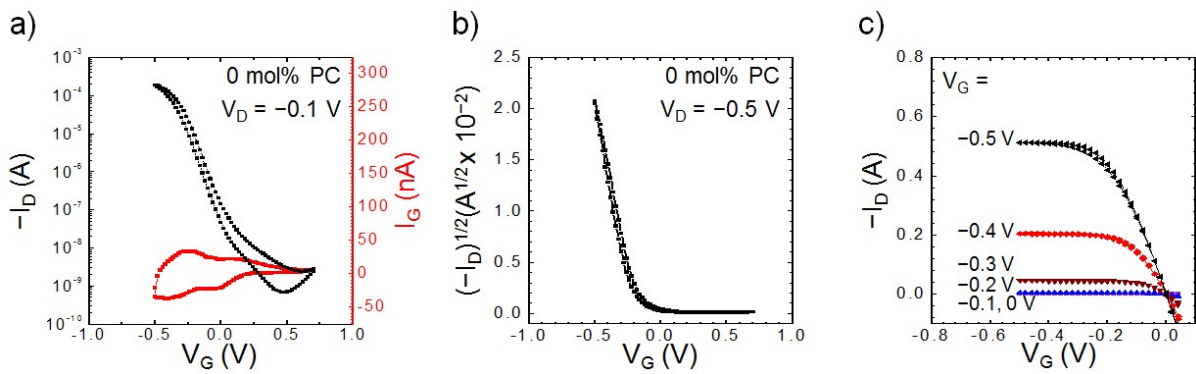 a)
10⁻³
10⁻⁴
10⁻⁵
10⁻⁶
10⁻⁷
10⁻⁸
10⁻⁹
10⁻¹⁰
−I_D (A)
0 mol% PC
V_D = −0.1 V
300
250
200
150
100
50
0
-50
I_G (nA)
-1.0 -0.5 0.0 0.5 1.0
V_G (V)
b)
2.5
2.0
1.5
1.0
0.5
0.0
(−I_D)^1/2 (A^1/2 x 10⁻²)
0 mol% PC
V_D = −0.5 V
-1.0 -0.5 0.0 0.5 1.0
V_G (V)
c)
0.8
0.6
0.4
0.2
0.0
−I_D (A)
V_G =
−0.5 V
−0.4 V
−0.3 V
−0.2 V
−0.1, 0 V
-0.8 -0.6 -0.4 -0.2 0.0
V_G (V)